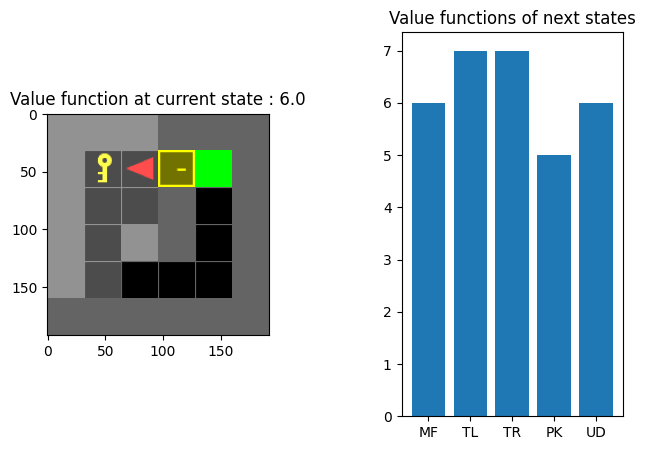 Value function at current state : 6.0
0
50
100
150
0
50
100
150
Value functions of next states
7
6
5
4
3
2
1
0
MF
TL
TR
PK
UD